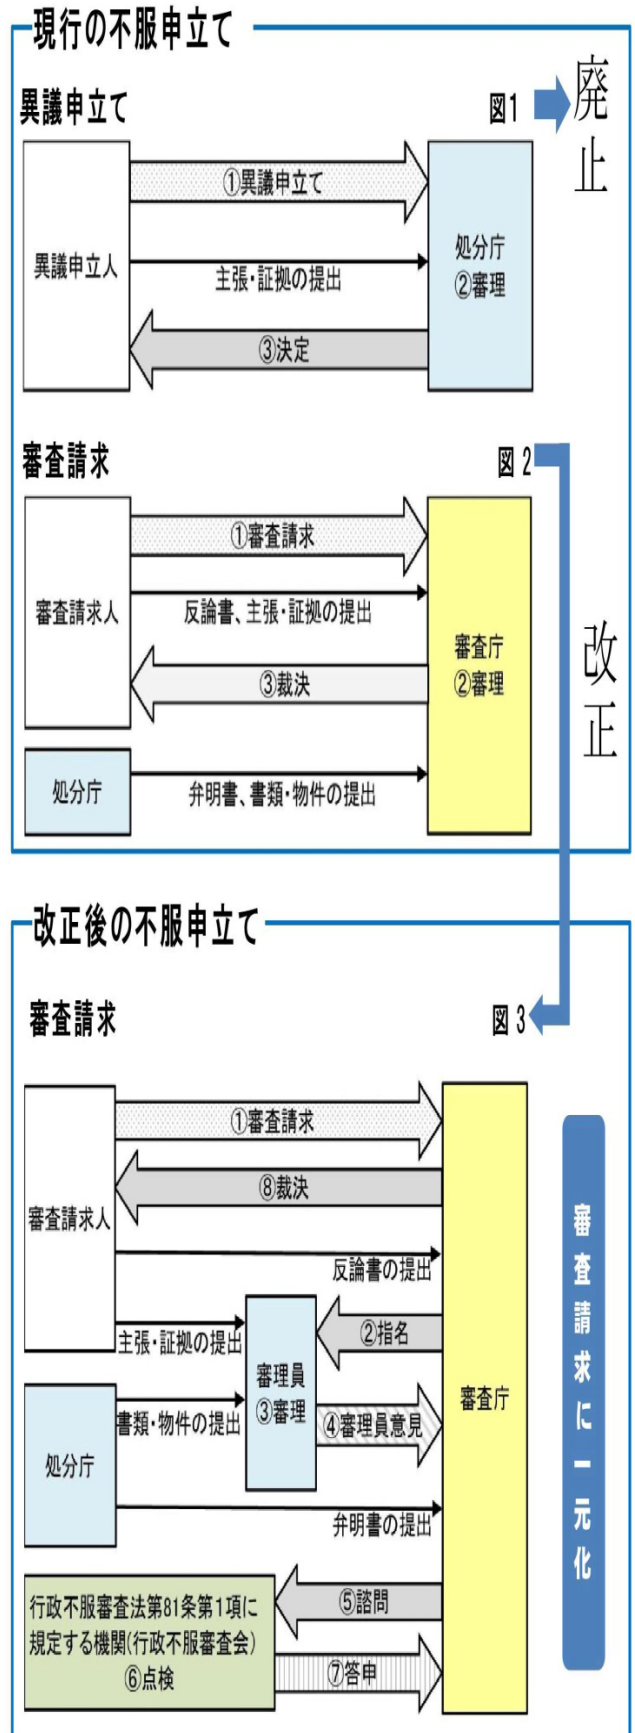 現行の不服申立て
異議申立て
図1
廃止
①異議申立て
異議申立人
主張・証拠の提出
処分庁
②審理
③決定
審査請求
図2
①審査請求
審査請求人
反論書、主張・証拠の提出
審査庁
②審理
③裁決
処分庁
弁明書、書類・物件の提出
改正
改正後の不服申立て
審査請求
図3
①審査請求
⑧裁決
審査請求人
反論書の提出
主張・証拠の提出
②指名
審理員
③審理
審査庁
書類・物件の提出
④審理員意見
処分庁
弁明書の提出
⑤諮問
行政不服審査法第81条第1項に
規定する機関(行政不服審査会)
⑥点検
⑦答申
審査請求に一元化